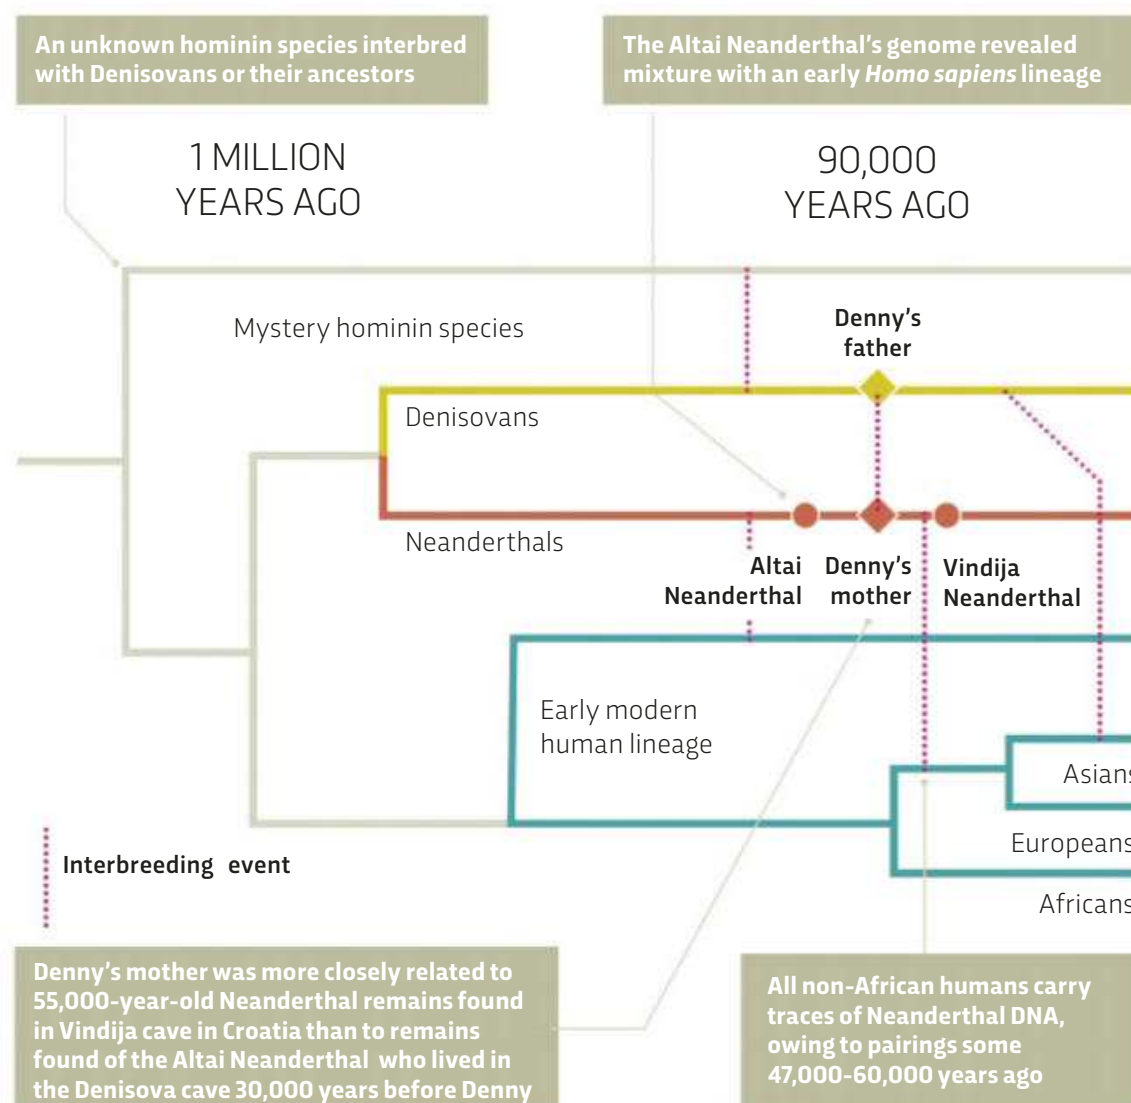 An unknown hominin species interbred
with Denisovans or their ancestors
The Altai Neanderthal's genome revealed
mixture with an early Homo sapiens lineage
1 MILLION
YEARS AGO
90,000
YEARS AGO
Mystery hominin species
Denny's
father
Denisovans
Neanderthals
Altai
Neanderthal
Denny's
mother
Vindija
Neanderthal
Early modern
human lineage
Asians
Europeans
Africans
Interbreeding event
Denny's mother was more closely related to
55,000-year-old Neanderthal remains found
in Vindija cave in Croatia than to remains
found of the Altai Neanderthal who lived in
the Denisova cave 30,000 years before Denny
All non-African humans carry
traces of Neanderthal DNA,
owing to pairings some
47,000-60,000 years ago